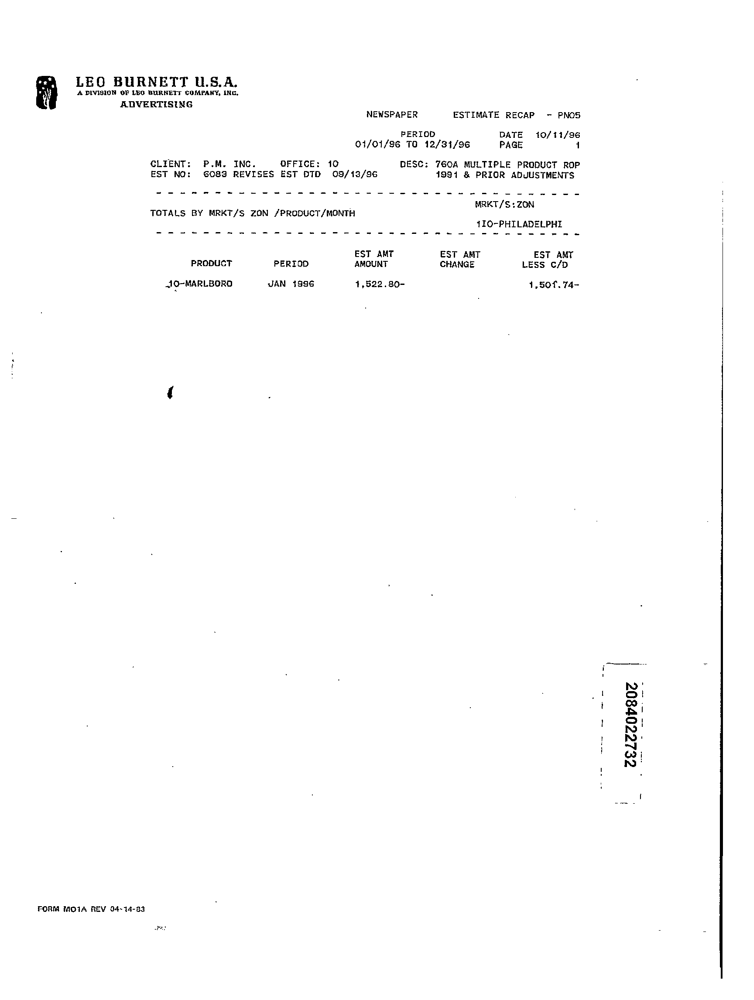 LEO BURNETT U.S.A.
A DIVISION OF LEO BURNETT COMPANY, INC.
ADVERTISING
NEWSPAPER ESTIMATE RECAP - PNO5
PERIOD DATE 10/11/96
01/01/96 TO 12/31/96 PAGE 1
CLIENT: P.M. INC. OFFICE: 10 DESC: 760A MULTIPLE PRODUCT ROP
EST NO: 6083 REVISES EST DTD 09/13/96 1991 & PRIOR ADJUSTMENTS
MRKT/S:ZON
TOTALS BY MRKT/S ZON /PRODUCT/MONTH
1IO-PHILADELPHI
EST AMT EST AMT EST AMT
PRODUCT PERIOD AMOUNT CHANGE LESS C/D
10-MARLBORO JAN 1996 1,522.80- 1,501.74-
2084022732
FORM MO1A REV 04-14-83